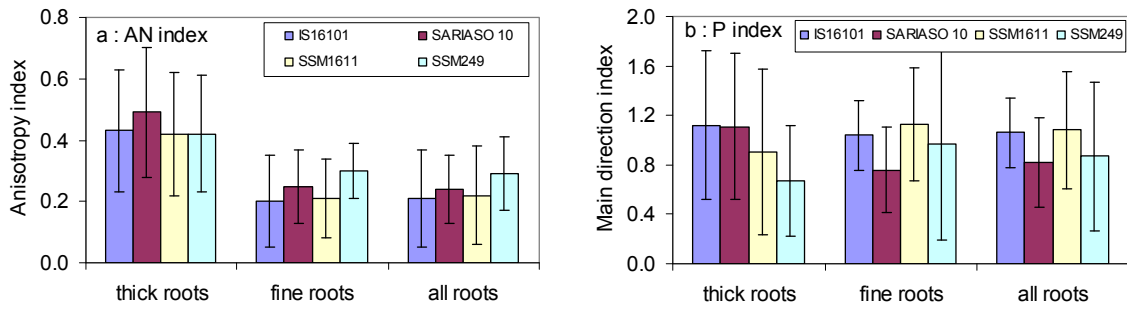 a : AN index
IS16101
SARIASO 10
SSM1611
SSM249
Anisotropy index
0.8
0.6
0.4
0.2
0.0
thick roots
fine roots
all roots
b : P index
IS16101
SARIASO 10
SSM1611
SSM249
Main direction index
2.0
1.6
1.2
0.8
0.4
0.0
thick roots
fine roots
all roots